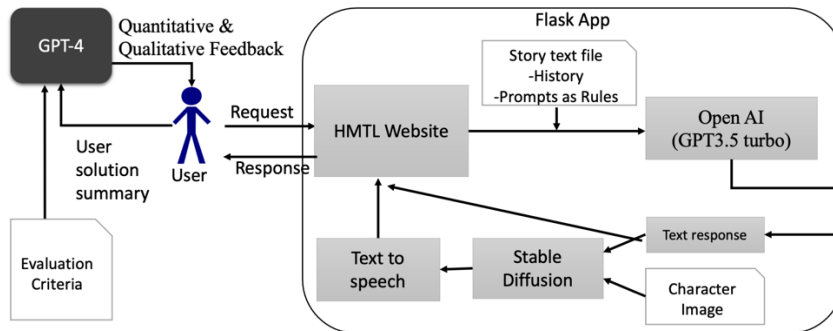 Flask App
GPT-4
Quantitative &
Qualitative Feedback
Story text file
-History
-Prompts as Rules
Request
HMTL Website
Open AI
(GPT3.5 turbo)
User
solution
summary
User
Response
Evaluation
Criteria
Text to
speech
Stable
Diffusion
Text response
Character
Image